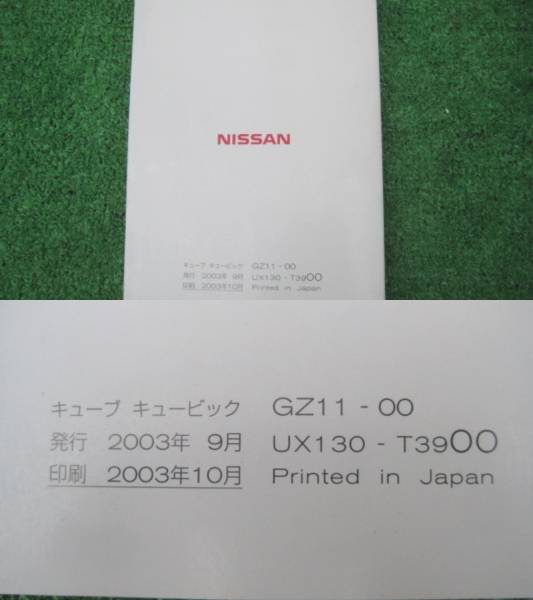 NISSAN
キューブ キュービック GZ11 - 00
発行 2003年 9月 UX130 - T3900
印刷 2003年10月 Printed in Japan
キューブ キュービック GZ11 - 00
発行 2003年 9月 UX130 - T3900
印刷 2003年10月 Printed in Japan